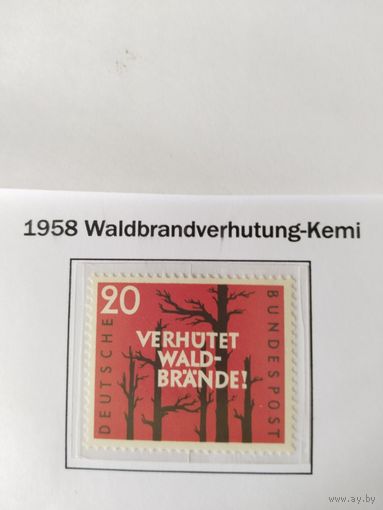 1958 Waldbrandverhutung-Kemi
20
VERHÜTET
WALD-
BRÄNDE!
DEUTSCHE
BUNDESPOST
www.ay.by